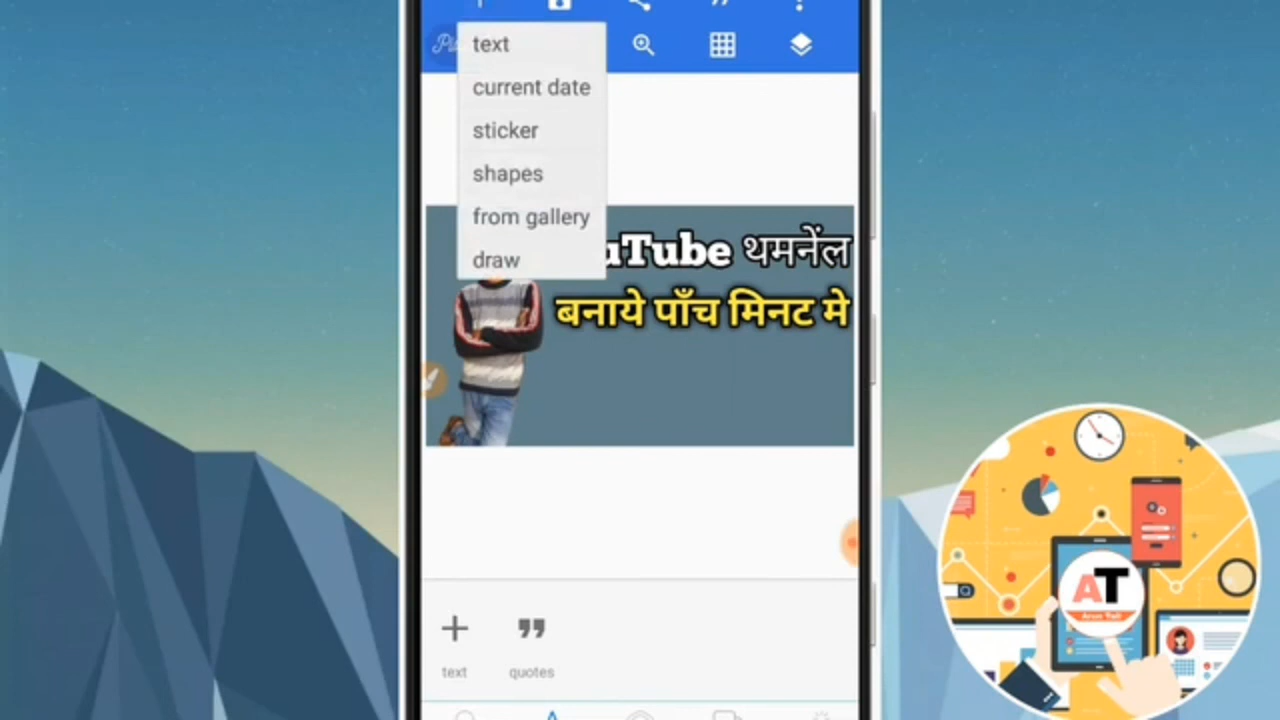 text
current date
sticker
shapes
from gallery
draw
uTube थमनेंल
बनाये पाँच मिनट मे
text
quotes
AT